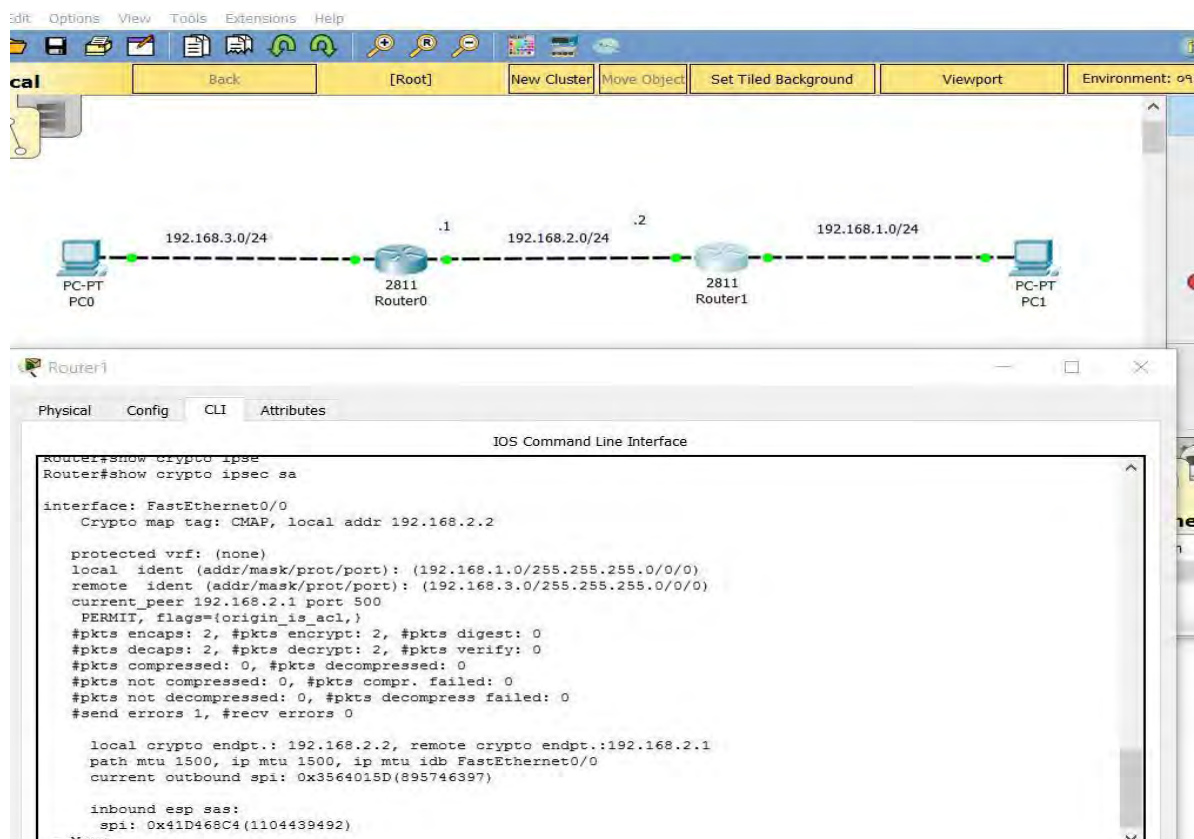 Edit Options View Tools Extensions Help
Back [Root] New Cluster Move Object Set Tiled Background Viewport Environment:
192.168.3.0/24 .1 192.168.2.0/24 .2 192.168.1.0/24
PC-PT 2811 2811 PC-PT
PC0 Router0 Router1 PC1
Router1
Physical Config CLI Attributes
IOS Command Line Interface
Router#show crypto ipse
Router#show crypto ipsec sa
interface: FastEthernet0/0
Crypto map tag: CMAP, local addr 192.168.2.2
protected vrf: (none)
local ident (addr/mask/prot/port): (192.168.1.0/255.255.255.0/0/0)
remote ident (addr/mask/prot/port): (192.168.3.0/255.255.255.0/0/0)
current_peer 192.168.2.1 port 500
PERMIT, flags={origin_is_acl,}
#pkts encaps: 2, #pkts encrypt: 2, #pkts digest: 0
#pkts decaps: 2, #pkts decrypt: 2, #pkts verify: 0
#pkts compressed: 0, #pkts decompressed: 0
#pkts not compressed: 0, #pkts compr. failed: 0
#pkts not decompressed: 0, #pkts decompress failed: 0
#send errors 1, #recv errors 0
local crypto endpt.: 192.168.2.2, remote crypto endpt.:192.168.2.1
path mtu 1500, ip mtu 1500, ip mtu idb FastEthernet0/0
current outbound spi: 0x3564015D(895746397)
inbound esp sas:
spi: 0x41D468C4(1104439492)